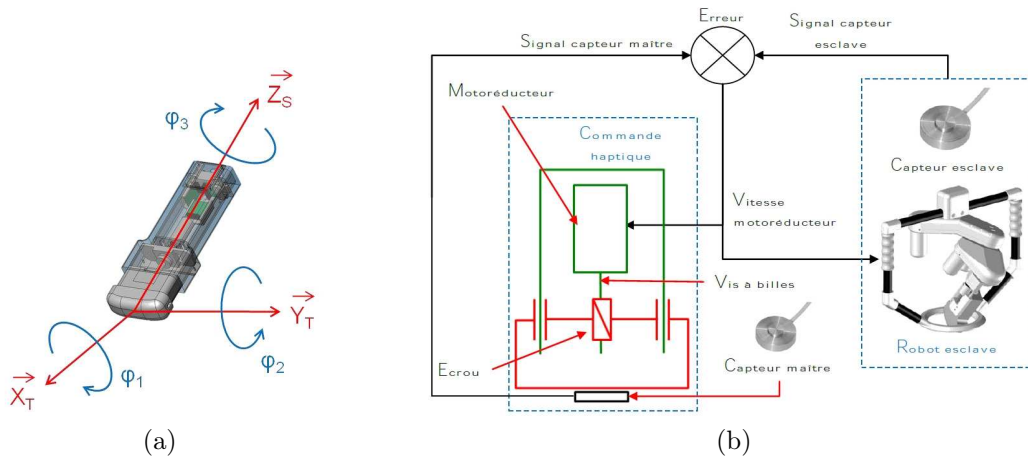 Z_S
φ3
Y_T
φ2
X_T
φ1
(a)
Erreur
Signal capteur maître
Signal capteur
esclave
Motoréducteur
Commande
haptique
Capteur esclave
Vitesse
motoréducteur
Vis à billes
Ecrou
Capteur maître
Robot esclave
(b)